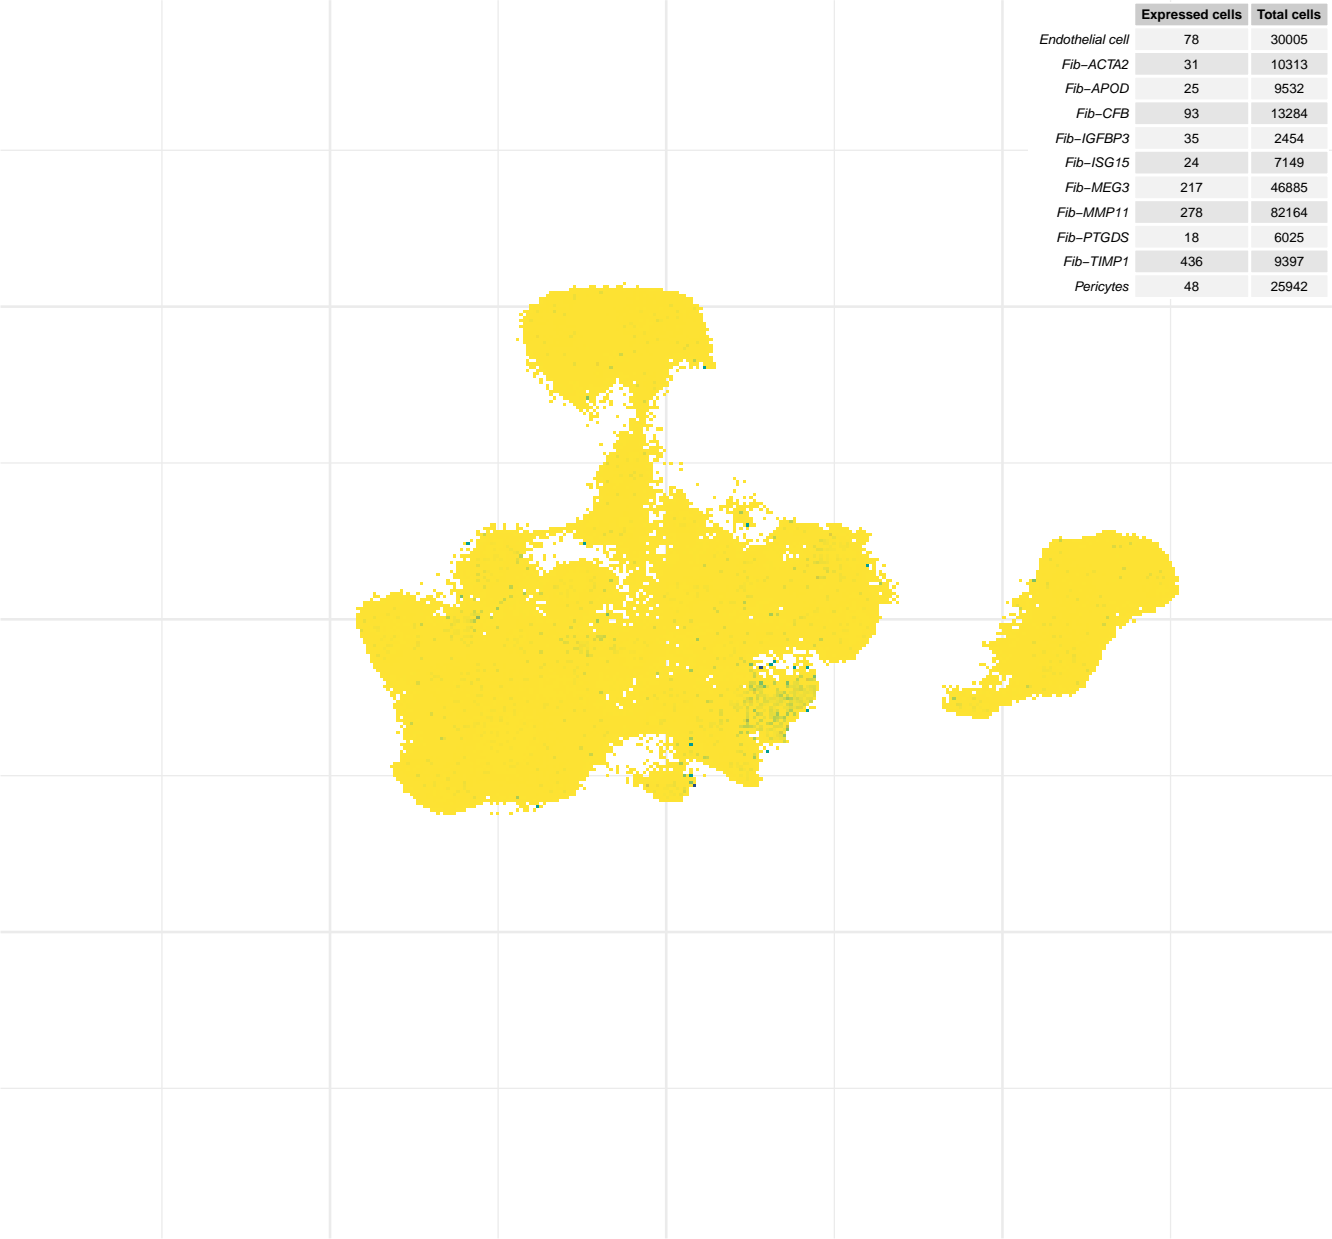 Expressed cells Total cells
Endothelial cell 78 30005
Fib−ACTA2 31 10313
Fib−APOD 25 9532
Fib−CFB 93 13284
Fib−IGFBP3 35 2454
Fib−ISG15 24 7149
Fib−MEG3 217 46885
Fib−MMP11 278 82164
Fib−PTGDS 18 6025
Fib−TIMP1 436 9397
Pericytes 48 25942